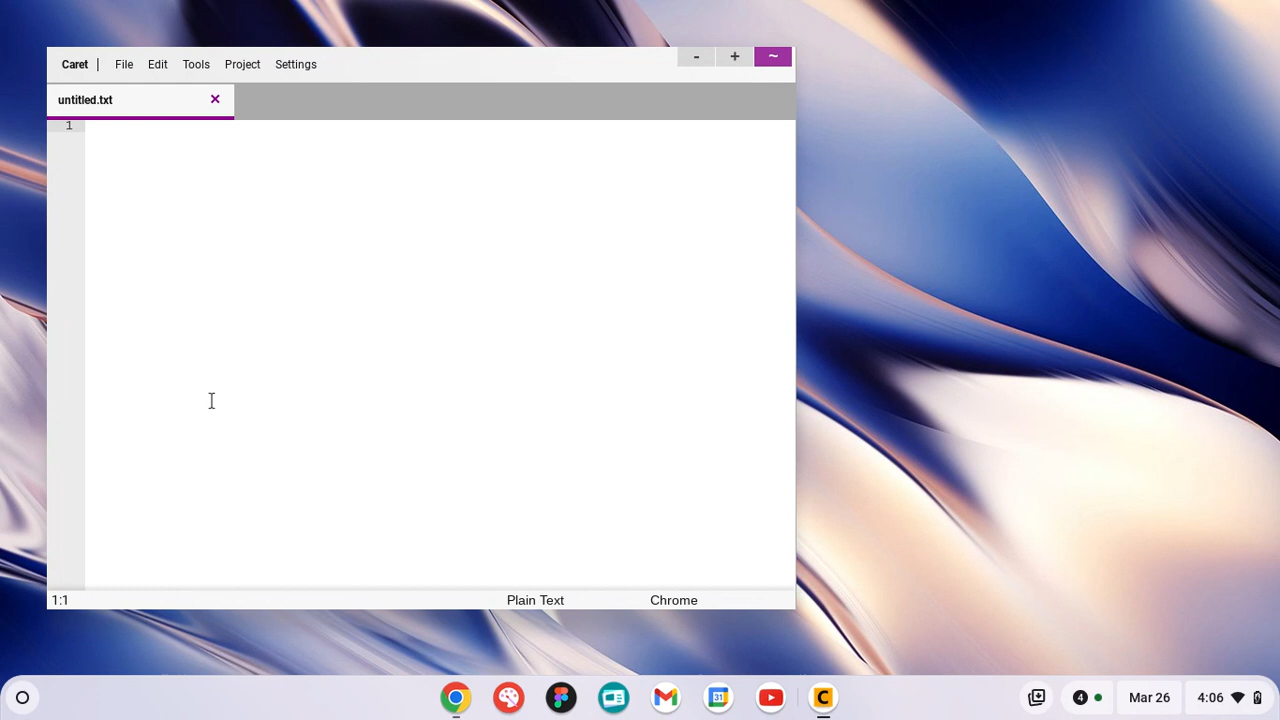 Caret | File Edit Tools Project Settings - + ~
untitled.txt ✕
1
1:1 Plain Text Chrome
31 C 4 Mar 26 4:06